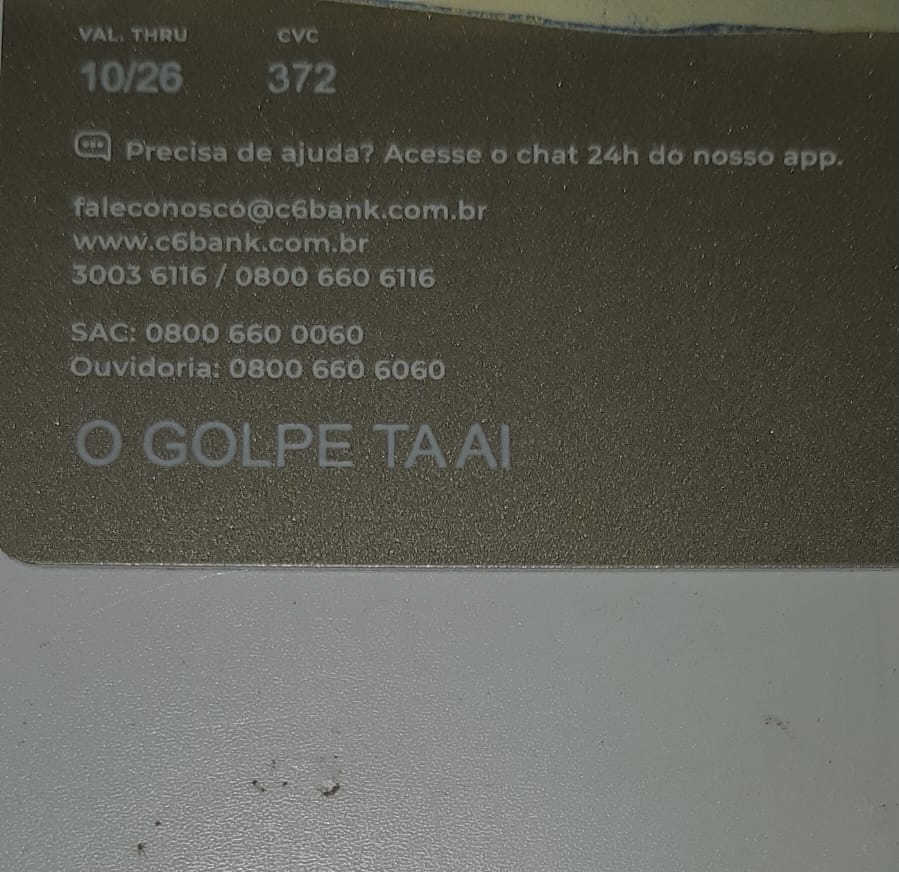 VAL. THRU CVC
10/26 372
Precisa de ajuda? Acesse o chat 24h do nosso app.
faleconosco@c6bank.com.br
www.c6bank.com.br
3003 6116 / 0800 660 6116
SAC: 0800 660 0060
Ouvidoria: 0800 660 6060
O GOLPE TA AI